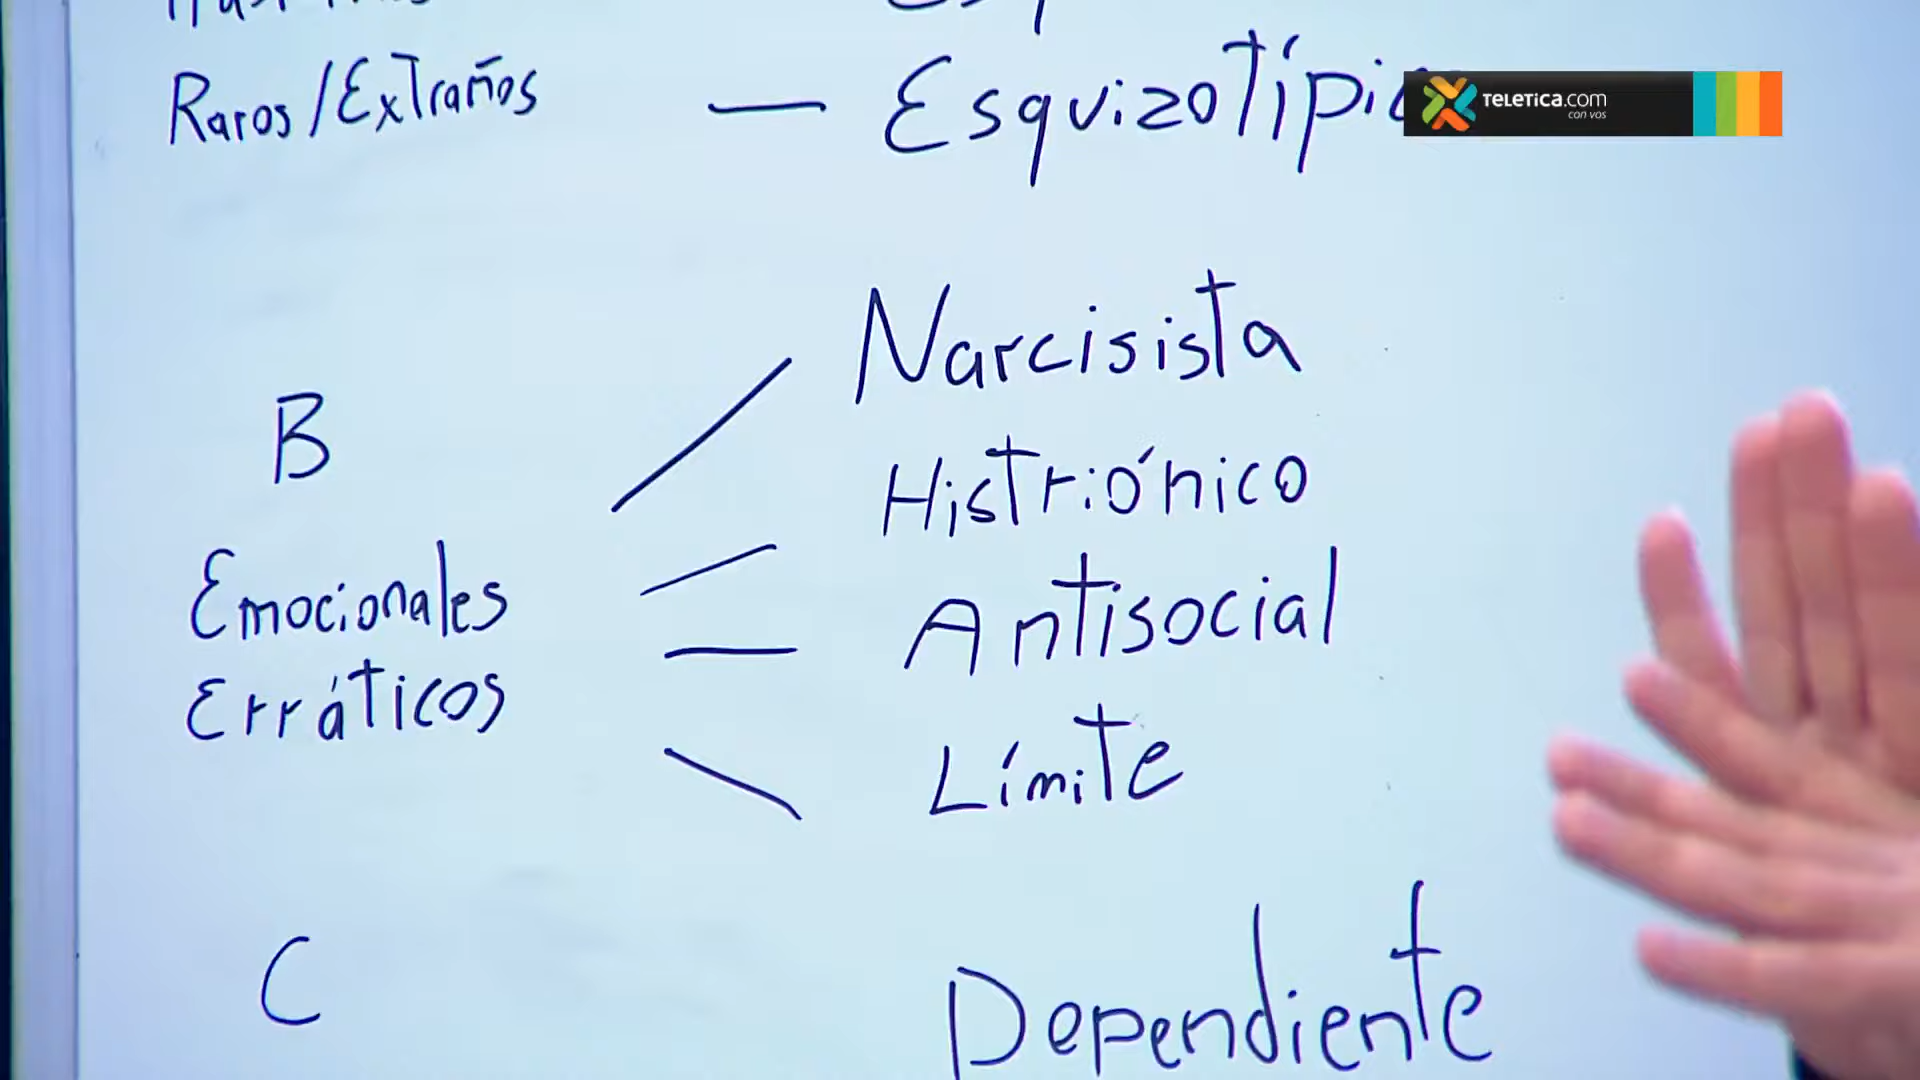 Raros/Extraños — Esquizotípic
TELETICA.com
con vos
Narcisista
B
Histriónico
Emocionales
Antisocial
Erráticos
Límite
C
Dependiente